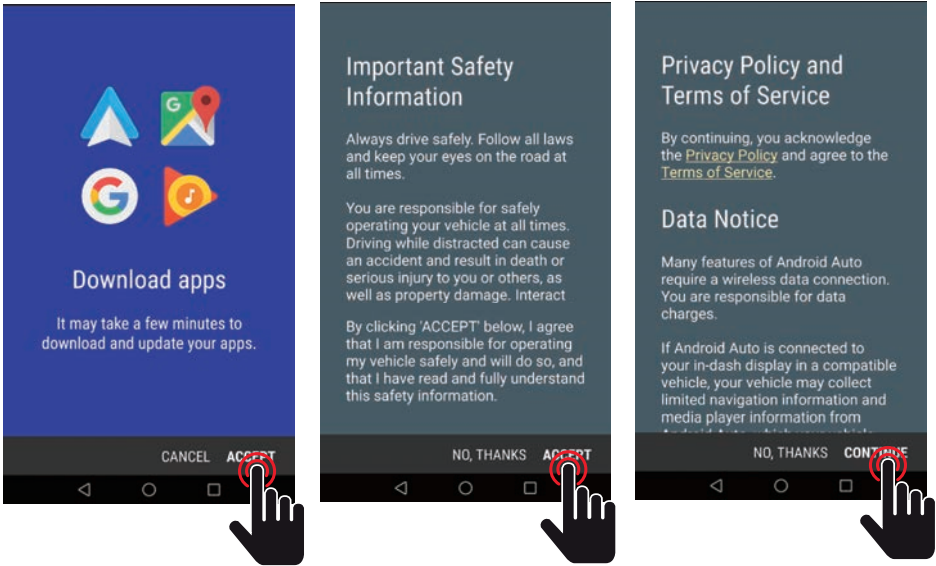 Download apps
It may take a few minutes to
download and update your apps.
CANCEL ACCEPT
Important Safety
Information
Always drive safely. Follow all laws
and keep your eyes on the road at
all times.
You are responsible for safely
operating your vehicle at all times.
Driving while distracted can cause
an accident and result in death or
serious injury to you or others, as
well as property damage. Interact
By clicking 'ACCEPT' below, I agree
that I am responsible for operating
my vehicle safely and will do so, and
that I have read and fully understand
this safety information.
NO, THANKS ACCEPT
Privacy Policy and
Terms of Service
By continuing, you acknowledge
the Privacy Policy and agree to the
Terms of Service.
Data Notice
Many features of Android Auto
require a wireless data connection.
You are responsible for data
charges.
If Android Auto is connected to
your in-dash display in a compatible
vehicle, your vehicle may collect
limited navigation information and
media player information from
Android Auto, which your vehicle
NO, THANKS CONTINUE